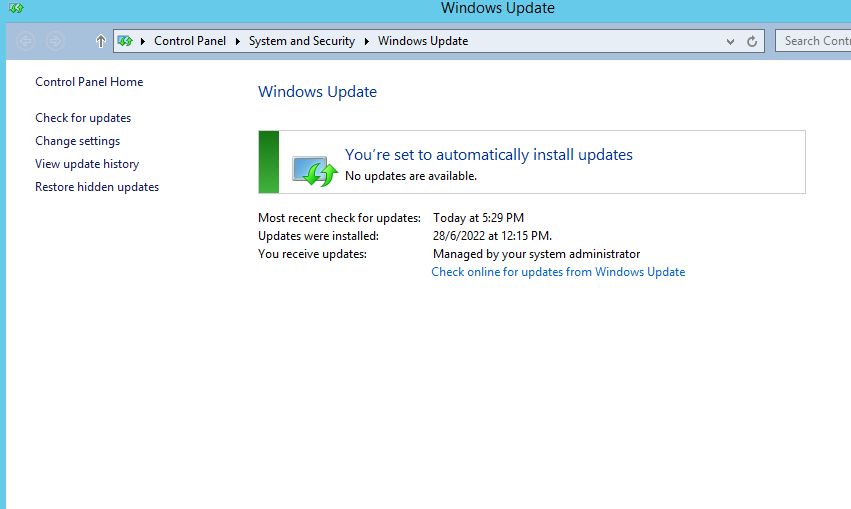 Windows Update
Control Panel System and Security Windows Update
Search Contr
Control Panel Home
Check for updates
Change settings
View update history
Restore hidden updates
Windows Update
You're set to automatically install updates
No updates are available.
Most recent check for updates: Today at 5:29 PM
Updates were installed: 28/6/2022 at 12:15 PM.
You receive updates: Managed by your system administrator
Check online for updates from Windows Update